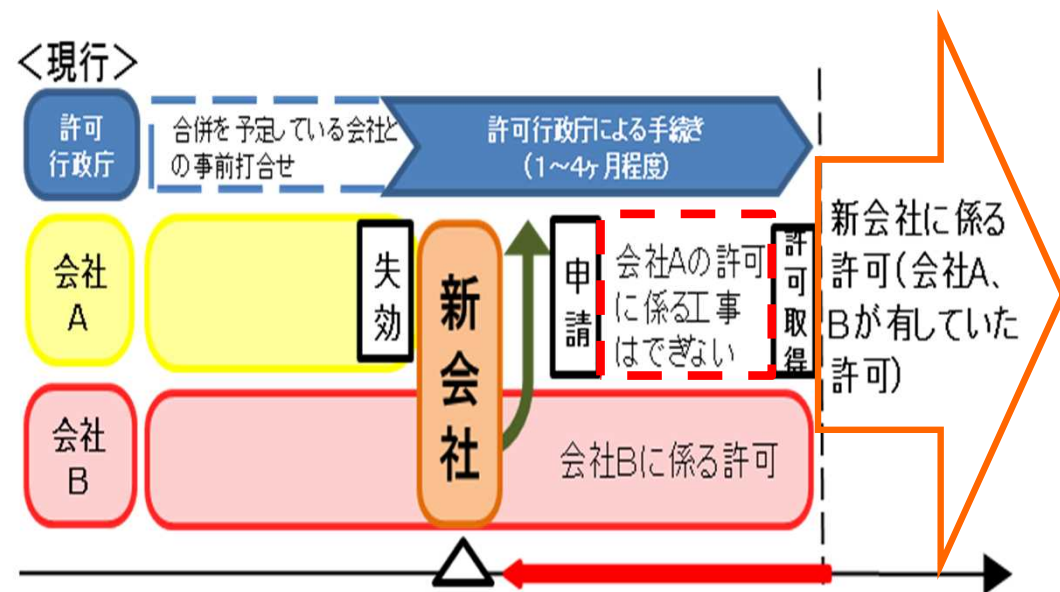 ＜現行＞
許可
行政庁
合併を予定している会社と
の事前打合せ
許可行政庁による手続き
(1～4ヶ月程度)
会社
A
失効
新会社
申請
会社Aの許可
に係る工事
はできない
許可取得
新会社に係る
許可(会社A、
Bが有していた
許可)
会社
B
会社Bに係る許可